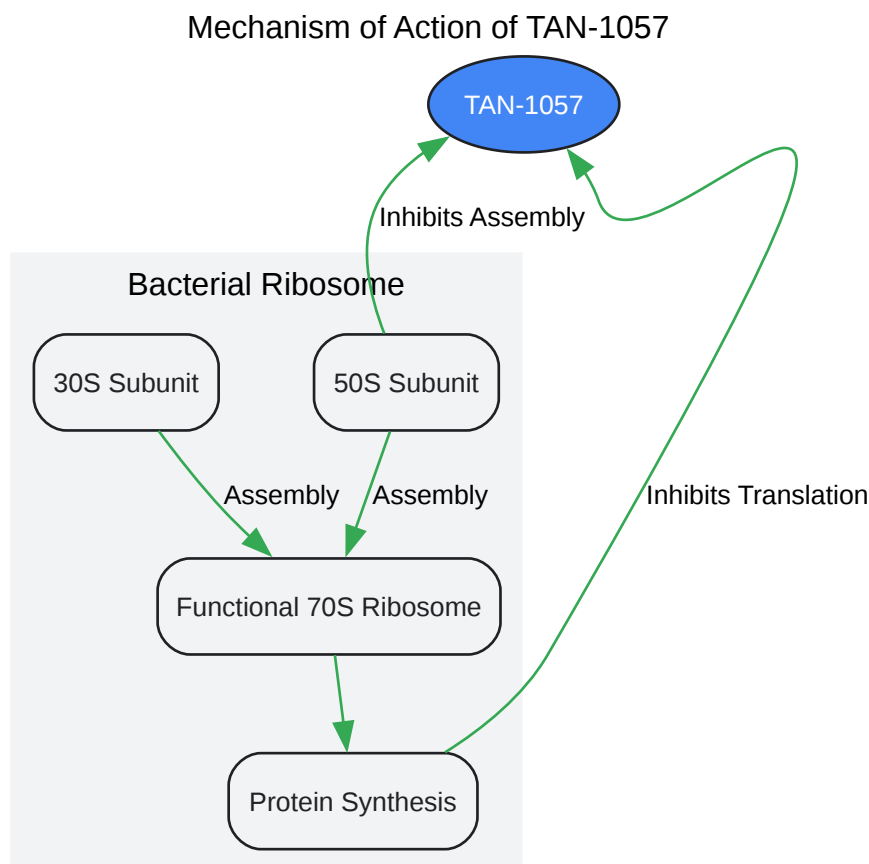 Mechanism of Action of TAN-1057
TAN-1057
Inhibits Assembly
Bacterial Ribosome
30S Subunit
50S Subunit
Assembly
Assembly
Inhibits Translation
Functional 70S Ribosome
Protein Synthesis